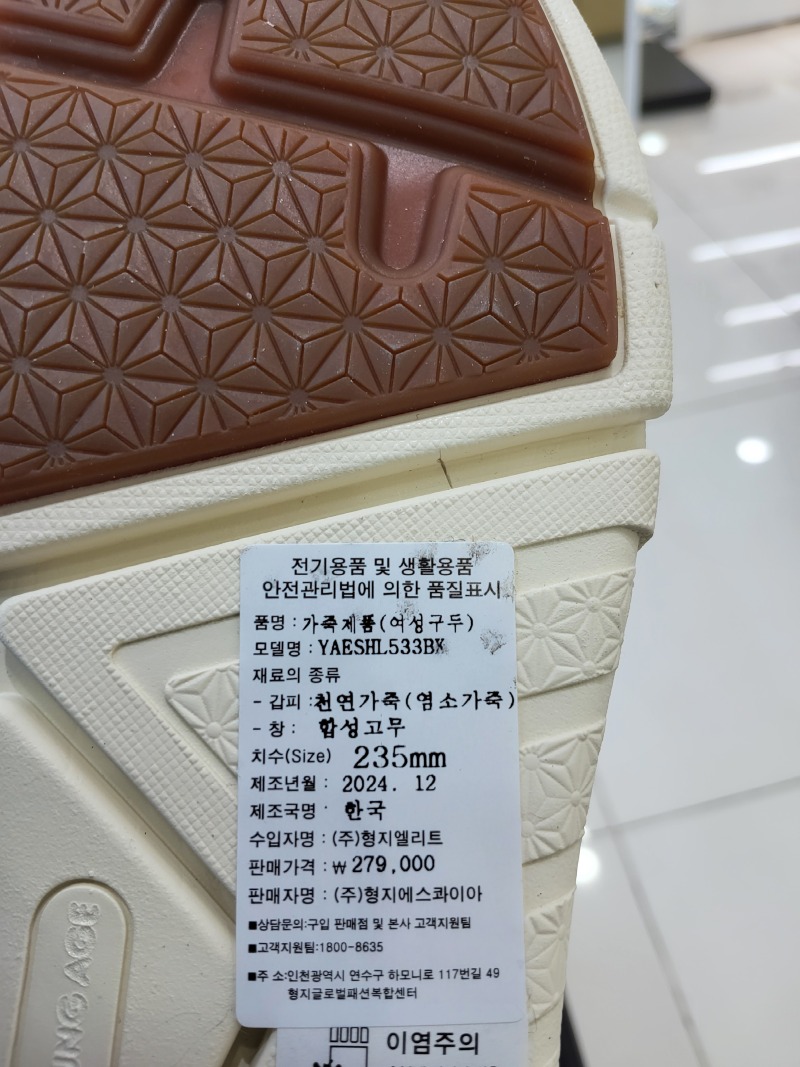 전기용품 및 생활용품
안전관리법에 의한 품질표시
품명 : 가죽제품(여성구두)
모델명 : YAESHL533BK
재료의 종류
- 갑피 : 천연가죽(염소가죽)
- 창 : 합성고무
치수(Size) 235mm
제조년월 : 2024. 12
제조국명 : 한국
수입자명 : (주)형지엘리트
판매가격 : ₩ 279,000
판매자명 : (주)형지에스콰이아
■상담문의:구입 판매점 및 본사 고객지원팀
■고객지원팀:1800-8635
■주 소:인천광역시 연수구 하모니로 117번길 49
형지글로벌패션복합센터
이염주의
UNG AGE